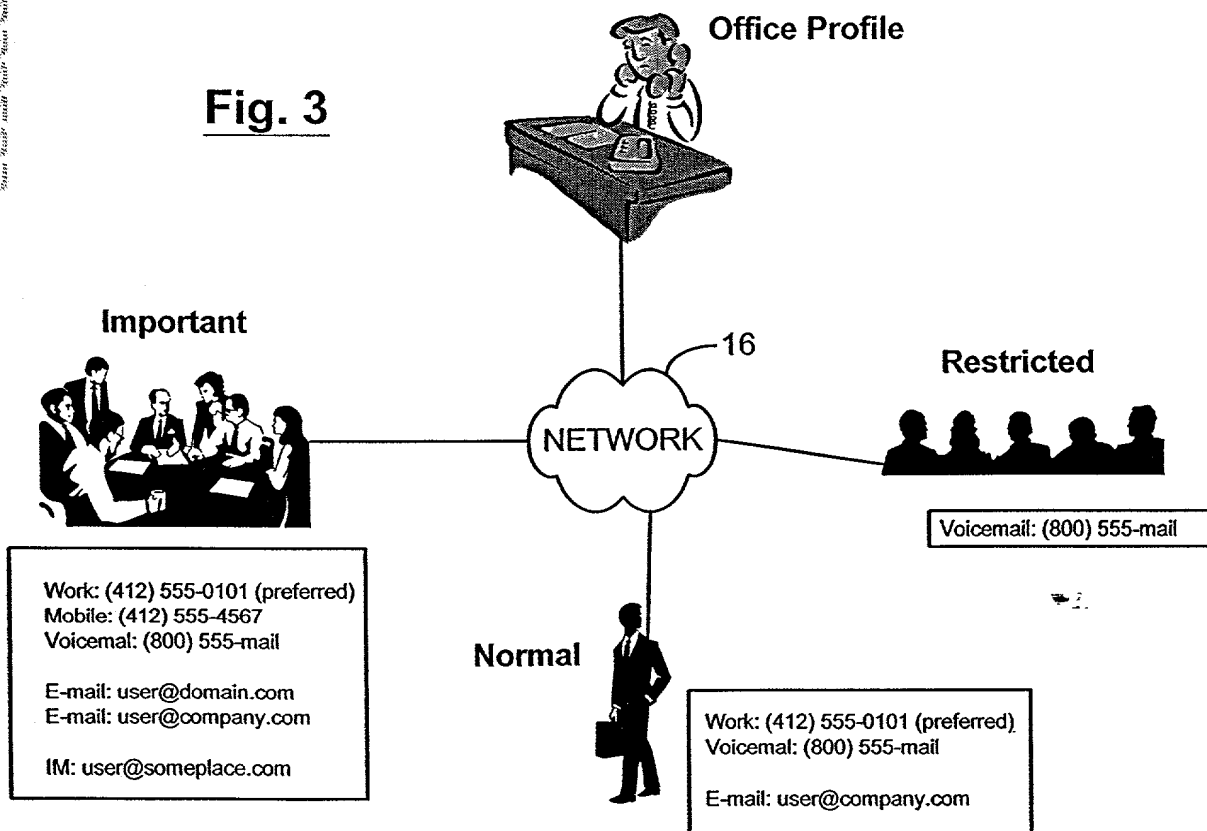 Office Profile
Fig. 3
Important
16
Restricted
NETWORK
Voicemail: (800) 555-mail
Work: (412) 555-0101 (preferred)
Mobile: (412) 555-4567
Voicemal: (800) 555-mail
E-mail: user@domain.com
E-mail: user@company.com
IM: user@someplace.com
Normal
Work: (412) 555-0101 (preferred)
Voicemal: (800) 555-mail
E-mail: user@company.com